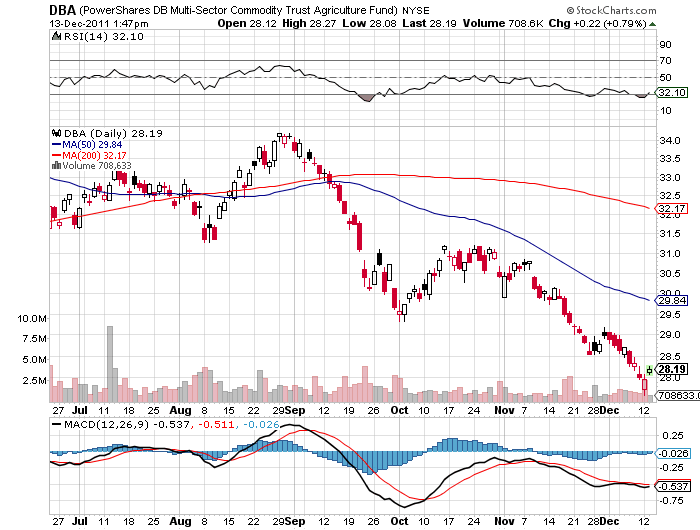 DBA (PowerShares DB Multi-Sector Commodity Trust Agriculture Fund) NYSE
© StockCharts.com
13-Dec-2011 1:47pm
Open 28.12 High 28.27 Low 28.08 Last 28.19 Volume 708.6K Chg +0.22 (+0.79%)
RSI(14) 32.10
90
70
50
32.10
10
DBA (Daily) 28.19
MA(50) 29.84
MA(200) 32.17
Volume 708,633
34.0
33.5
33.0
32.5
32.17
31.5
31.0
30.5
30.0
29.84
29.5
29.0
28.5
28.19
28.0
708633.0
10.0M
7.5M
5.0M
2.5M
27 Jul 11 18 25 Aug 8 15 22 29 Sep 12 19 26 Oct 10 17 24 Nov 7 14 21 28 Dec 12
MACD(12,26,9) -0.537, -0.511, -0.026
0.25
-0.026
-0.25
-0.537
-0.75
27 Jul 11 18 25 Aug 8 15 22 29 Sep 12 19 26 Oct 10 17 24 Nov 7 14 21 28 Dec 12